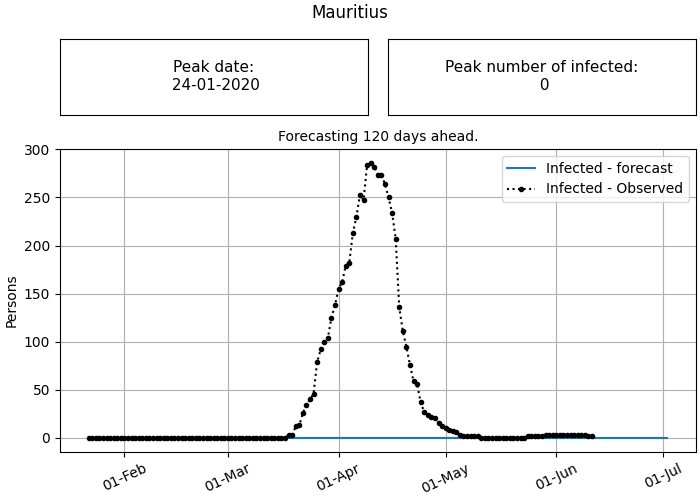 Mauritius
Peak date:
24-01-2020
Peak number of infected:
0
Forecasting 120 days ahead.
Infected - forecast
Infected - Observed
Persons
300
250
200
150
100
50
0
01-Feb
01-Mar
01-Apr
01-May
01-Jun
01-Jul